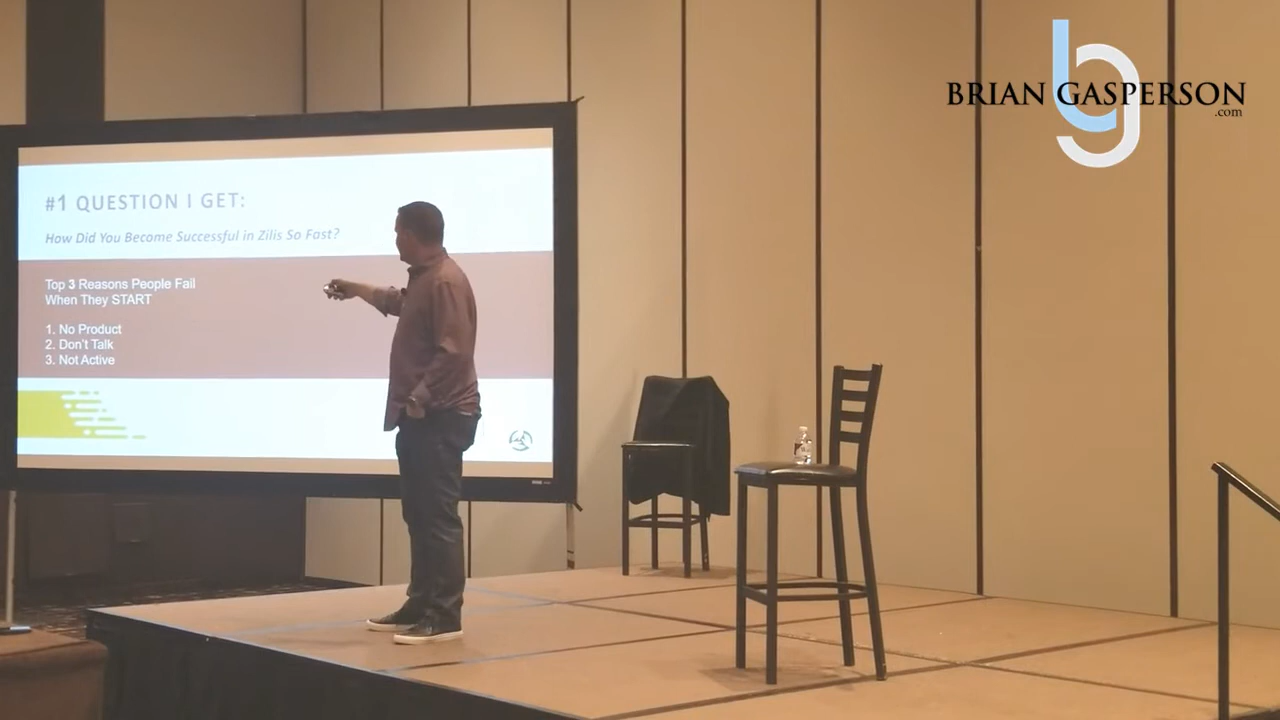 #1 QUESTION I GET:
How Did You Become Successful in Zilis So Fast?
Top 3 Reasons People Fail
When They START
1. No Product
2. Don't Talk
3. Not Active
BRIAN GASPERSON
.com
bg